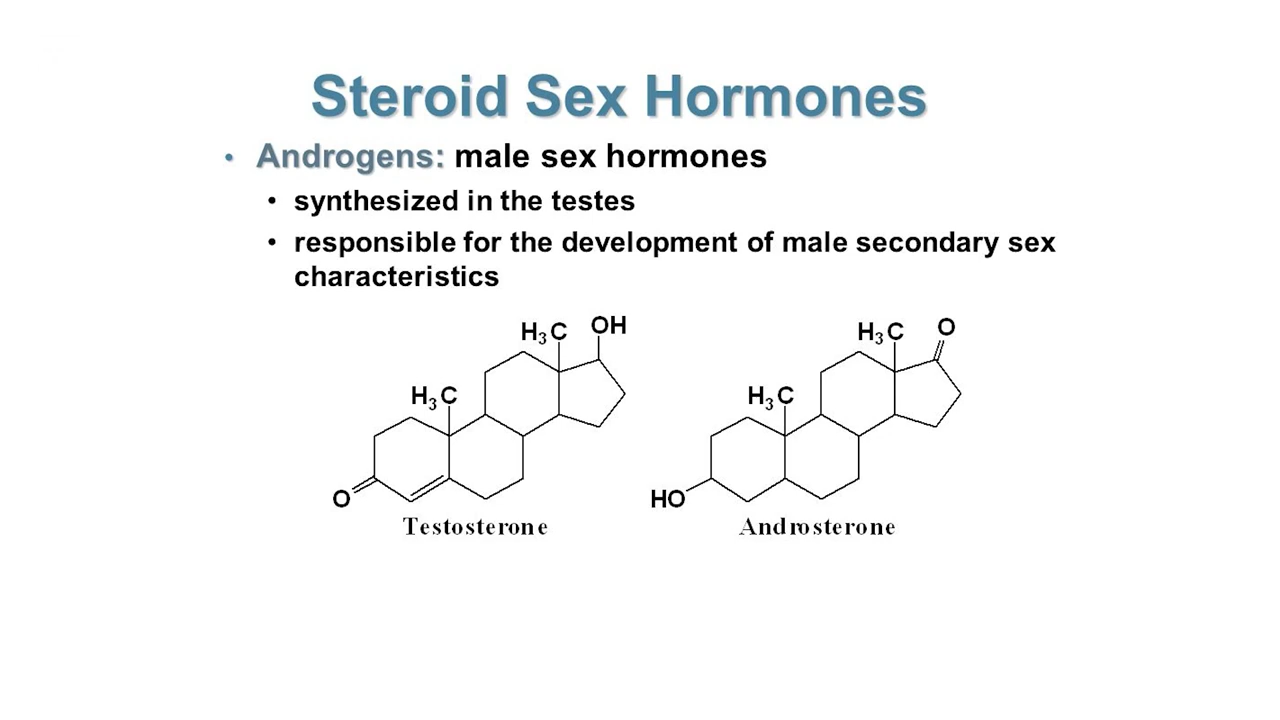 Steroid Sex Hormones
• Androgens: male sex hormones
• synthesized in the testes
• responsible for the development of male secondary sex
characteristics
H₃C OH
H₃C
O
Testosterone
H₃C O
H₃C
HO
Androsterone